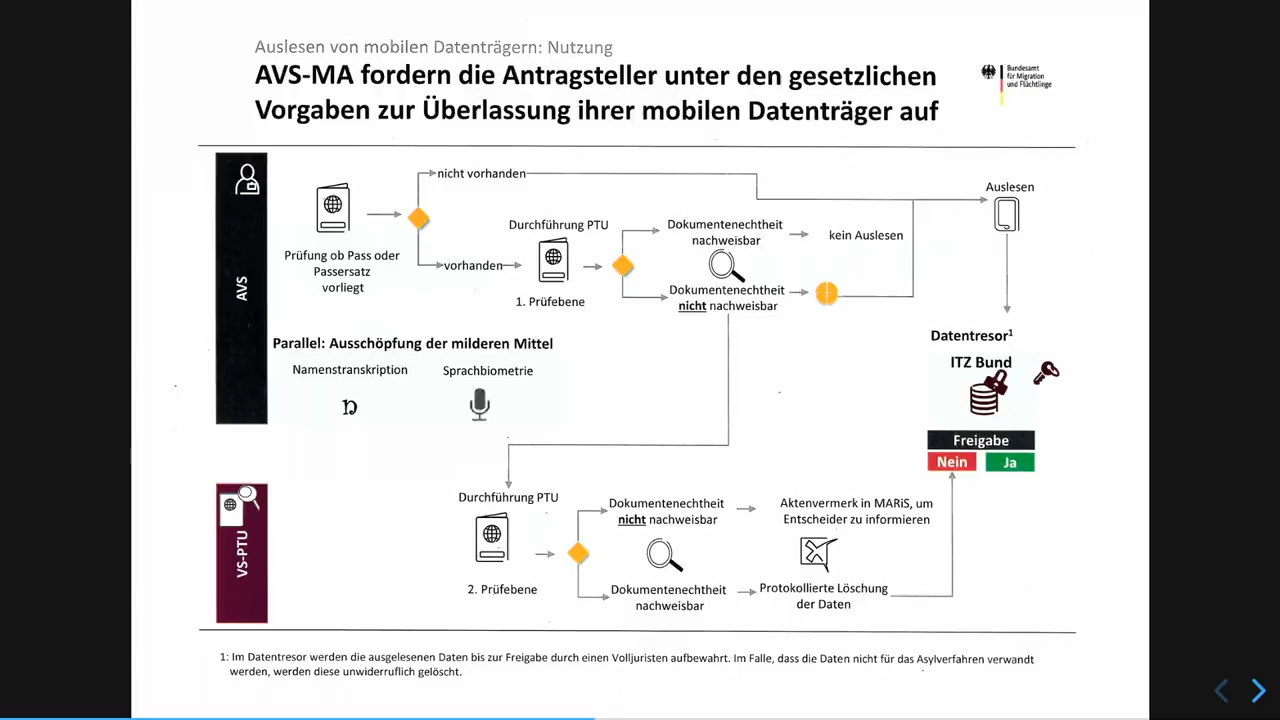 Auslesen von mobilen Datenträgern: Nutzung
AVS-MA fordern die Antragsteller unter den gesetzlichen
Vorgaben zur Überlassung ihrer mobilen Datenträger auf
Bundesamt
für Migration
und Flüchtlinge
AVS
nicht vorhanden
Auslesen
Prüfung ob Pass oder
Passersatz
vorliegt
vorhanden
Durchführung PTU
1. Prüfebene
Dokumentenechtheit
nachweisbar
kein Auslesen
Dokumentenechtheit
nicht nachweisbar
Parallel: Ausschöpfung der milderen Mittel
Namenstranskription
Sprachbiometrie
Datentresor¹
ITZ Bund
Freigabe
Nein
Ja
VS-PTU
Durchführung PTU
2. Prüfebene
Dokumentenechtheit
nicht nachweisbar
Aktenvermerk in MARiS, um
Entscheider zu informieren
Dokumentenechtheit
nachweisbar
Protokollierte Löschung
der Daten
1: Im Datentresor werden die ausgelesenen Daten bis zur Freigabe durch einen Volljuristen aufbewahrt. Im Falle, dass die Daten nicht für das Asylverfahren verwandt
werden, werden diese unwiderruflich gelöscht.